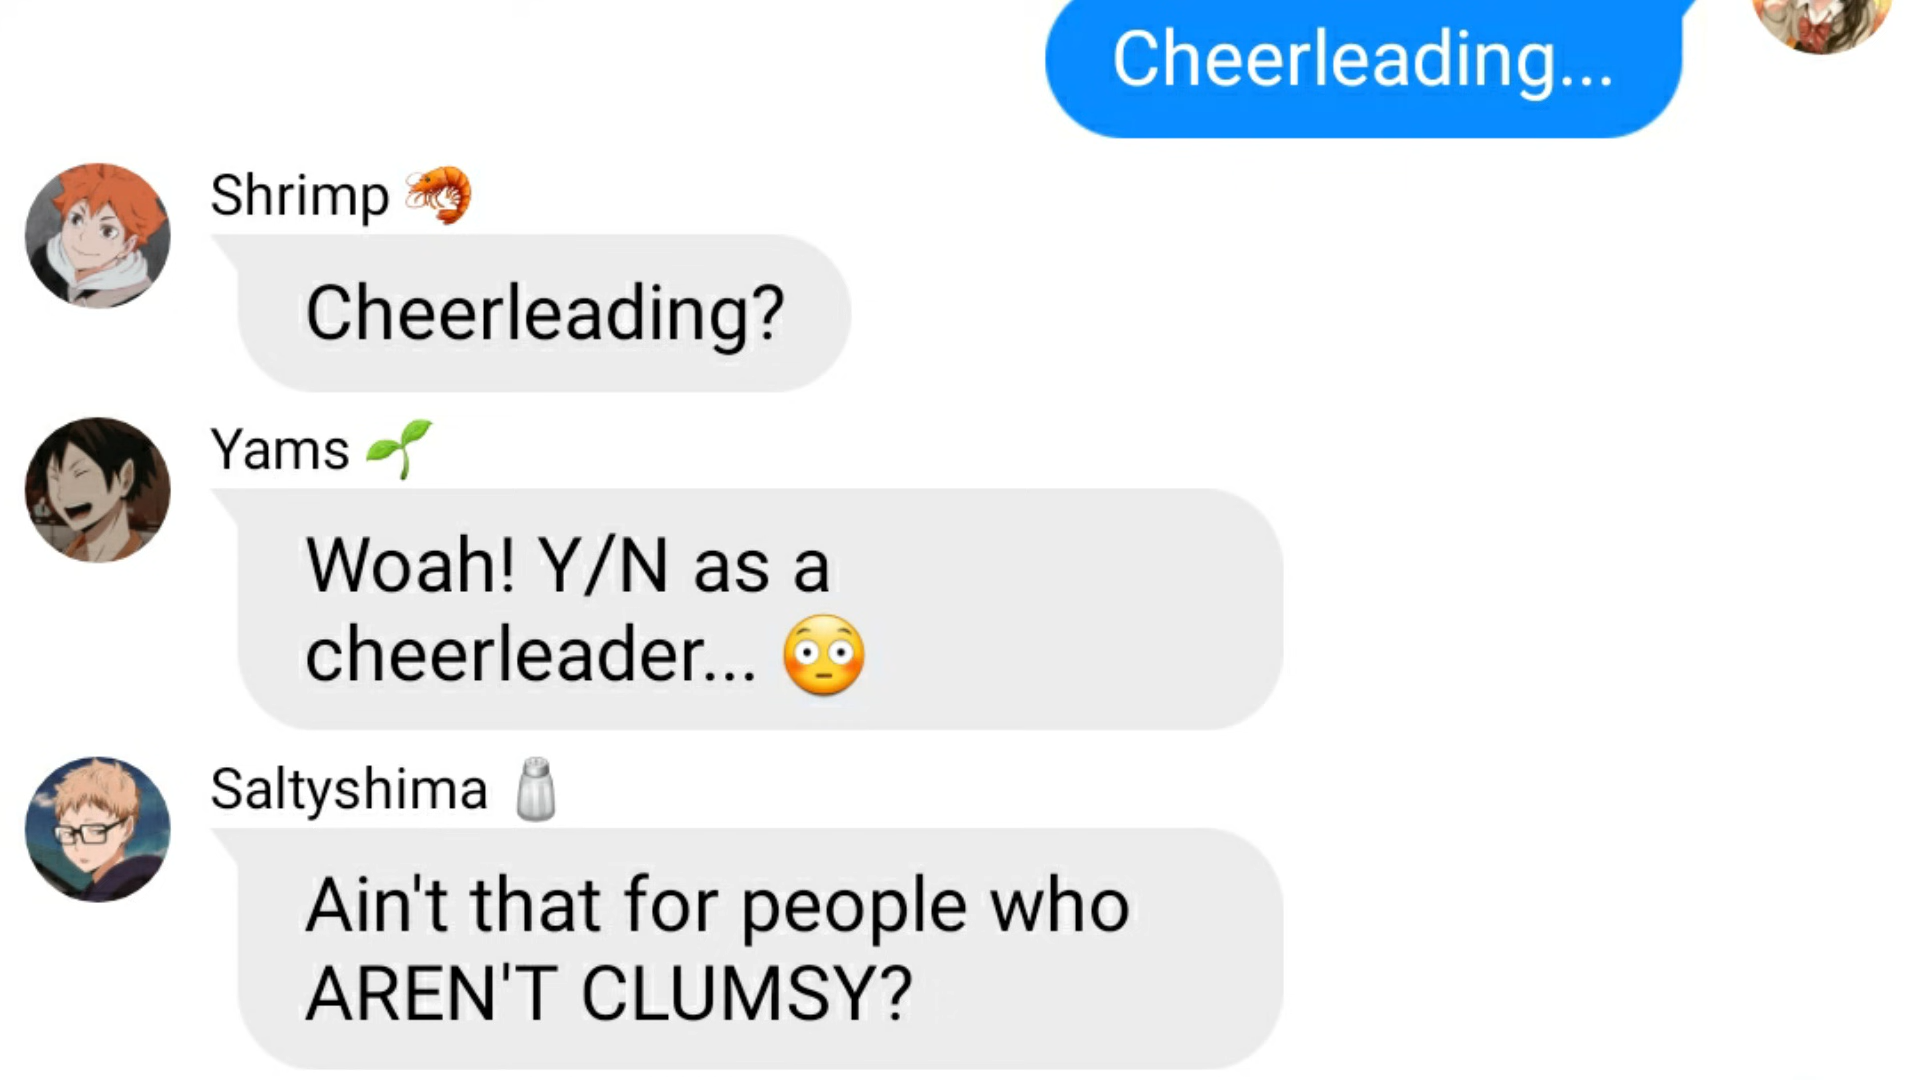 Cheerleading...
Shrimp 🦐
Cheerleading?
Yams 🌱
Woah! Y/N as a
cheerleader... 😳
Saltyshima 🧂
Ain't that for people who
AREN'T CLUMSY?